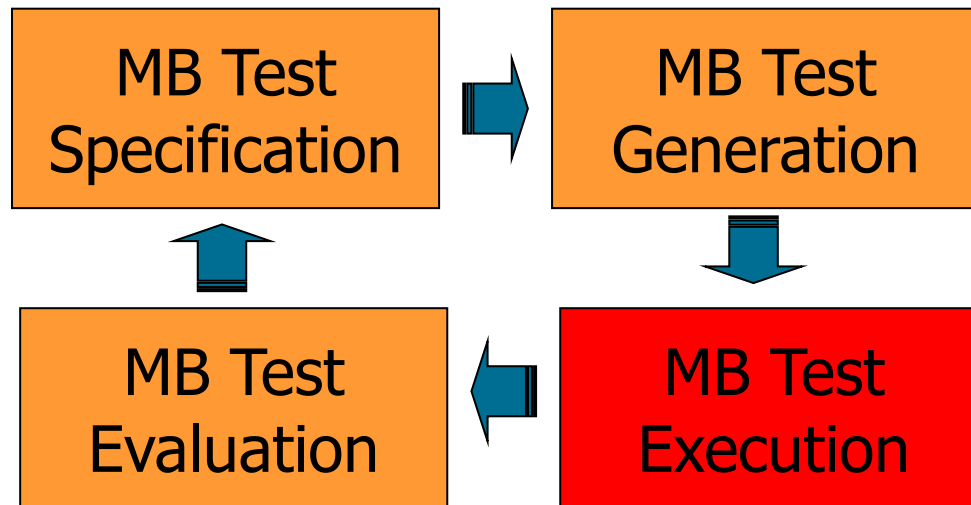 MB Test
Specification
MB Test
Generation
MB Test
Evaluation
MB Test
Execution